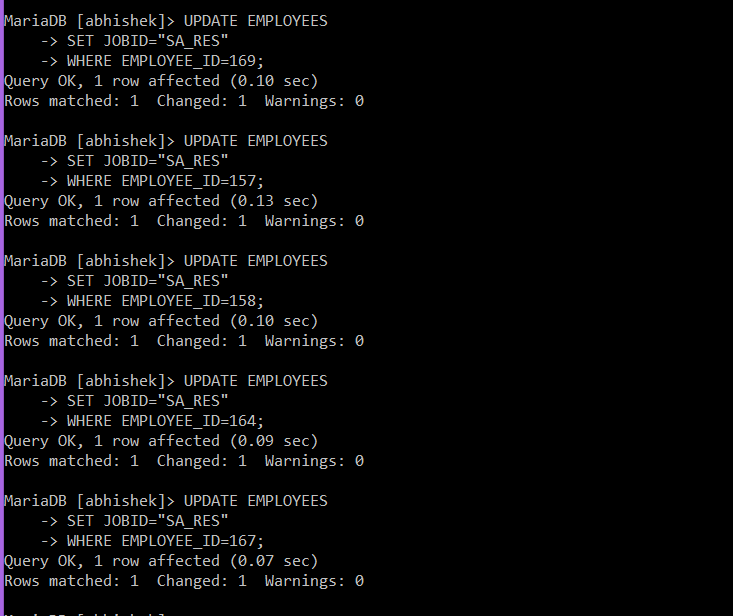 MariaDB [abhishek]> UPDATE EMPLOYEES
    -> SET JOBID="SA_RES"
    -> WHERE EMPLOYEE_ID=169;
Query OK, 1 row affected (0.10 sec)
Rows matched: 1  Changed: 1  Warnings: 0

MariaDB [abhishek]> UPDATE EMPLOYEES
    -> SET JOBID="SA_RES"
    -> WHERE EMPLOYEE_ID=157;
Query OK, 1 row affected (0.13 sec)
Rows matched: 1  Changed: 1  Warnings: 0

MariaDB [abhishek]> UPDATE EMPLOYEES
    -> SET JOBID="SA_RES"
    -> WHERE EMPLOYEE_ID=158;
Query OK, 1 row affected (0.10 sec)
Rows matched: 1  Changed: 1  Warnings: 0

MariaDB [abhishek]> UPDATE EMPLOYEES
    -> SET JOBID="SA_RES"
    -> WHERE EMPLOYEE_ID=164;
Query OK, 1 row affected (0.09 sec)
Rows matched: 1  Changed: 1  Warnings: 0

MariaDB [abhishek]> UPDATE EMPLOYEES
    -> SET JOBID="SA_RES"
    -> WHERE EMPLOYEE_ID=167;
Query OK, 1 row affected (0.07 sec)
Rows matched: 1  Changed: 1  Warnings: 0